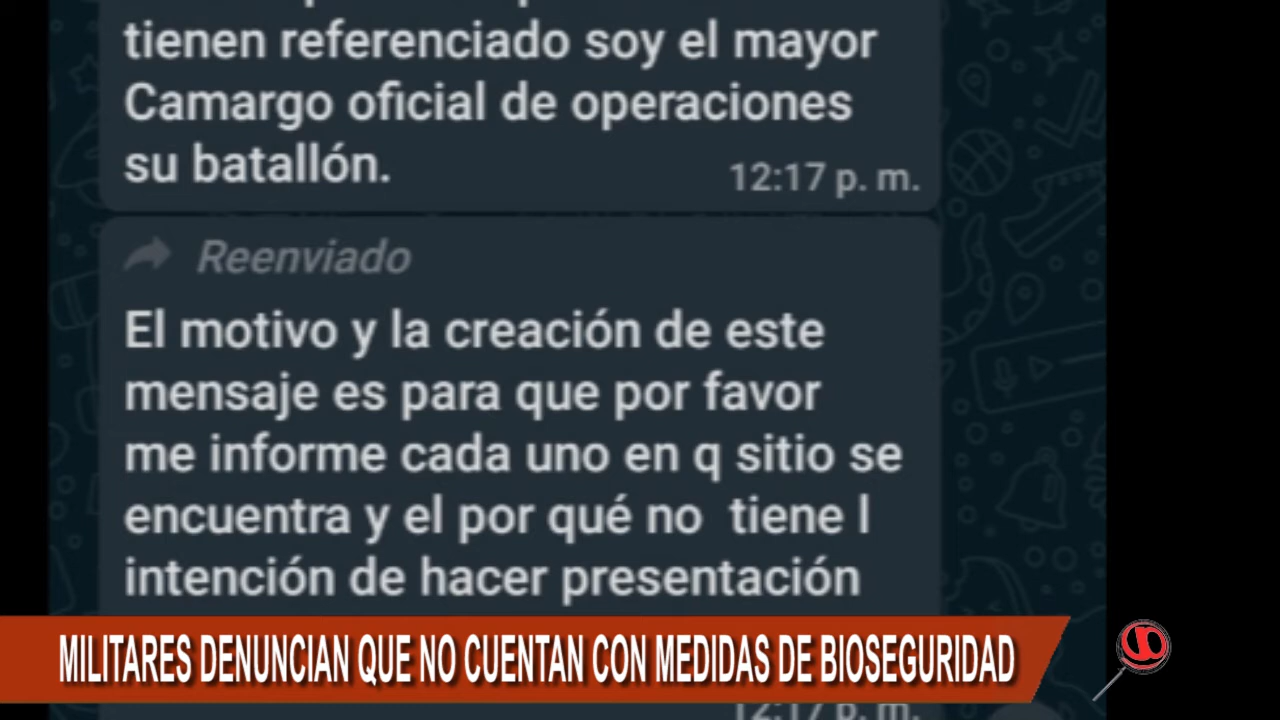 tienen referenciado soy el mayor
Camargo oficial de operaciones
su batallón.
12:17 p. m.
Reenviado
El motivo y la creación de este
mensaje es para que por favor
me informe cada uno en q sitio se
encuentra y el por qué no tiene l
intención de hacer presentación
MILITARES DENUNCIAN QUE NO CUENTAN CON MEDIDAS DE BIOSEGURIDAD
12:17 p. m.